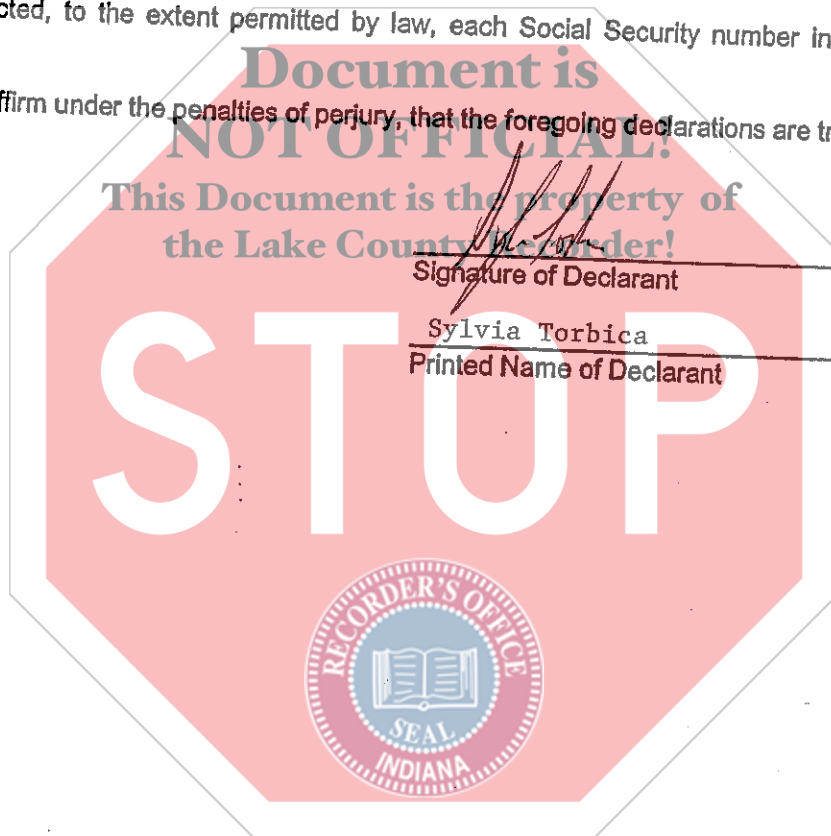 cted, to the extent permitted by law, each Social Security number in
Document is
ffirm under the penalties of perjury, that the foregoing declarations are tr
NOT OFFICIAL!
This Document is the property of
the Lake County Recorder!
Signature of Declarant
Sylvia Torbica
Printed Name of Declarant
STOP
RECORDER'S OFFICE
SEAL
INDIANA